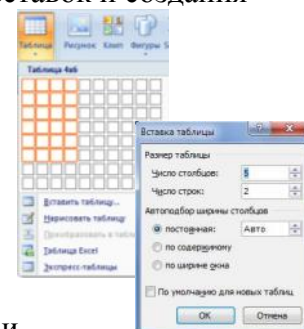 ставок и создания
Таблица Рисунок Клип Фигуры S
Таблица 4x6
Вставить таблицу...
Нарисовать таблицу
Преобразовать в табли
Таблица Excel
Экспресс-таблицы
Вставка таблицы
Размер таблицы
Число столбцов: 5
Число строк: 2
Автоподбор ширины столбцов
постоянная: Авто
по содержимому
по ширине окна
По умолчанию для новых таблиц
ОК Отмена
и